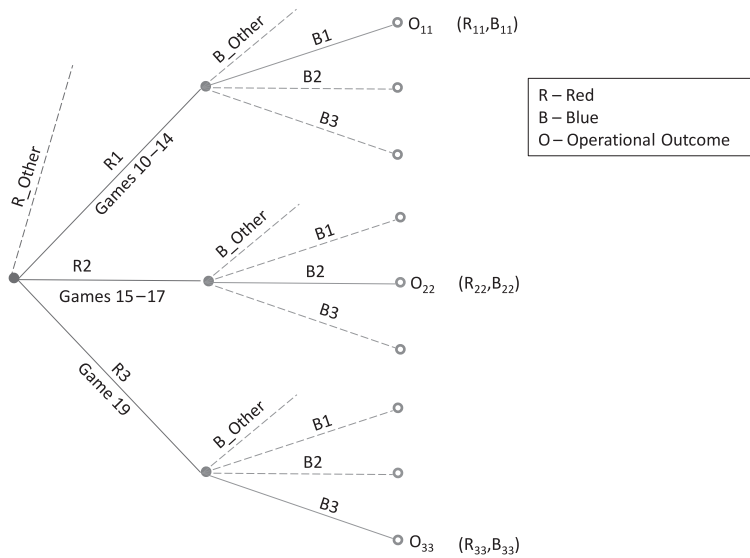 B_Other
B1
O11 (R11,B11)
B2
B3
R – Red
B – Blue
O – Operational Outcome
R_Other
R1
Games 10–14
B_Other
B1
R2
B2
O22 (R22,B22)
Games 15–17
B3
R3
Game 19
B_Other
B1
B2
B3
O33 (R33,B33)